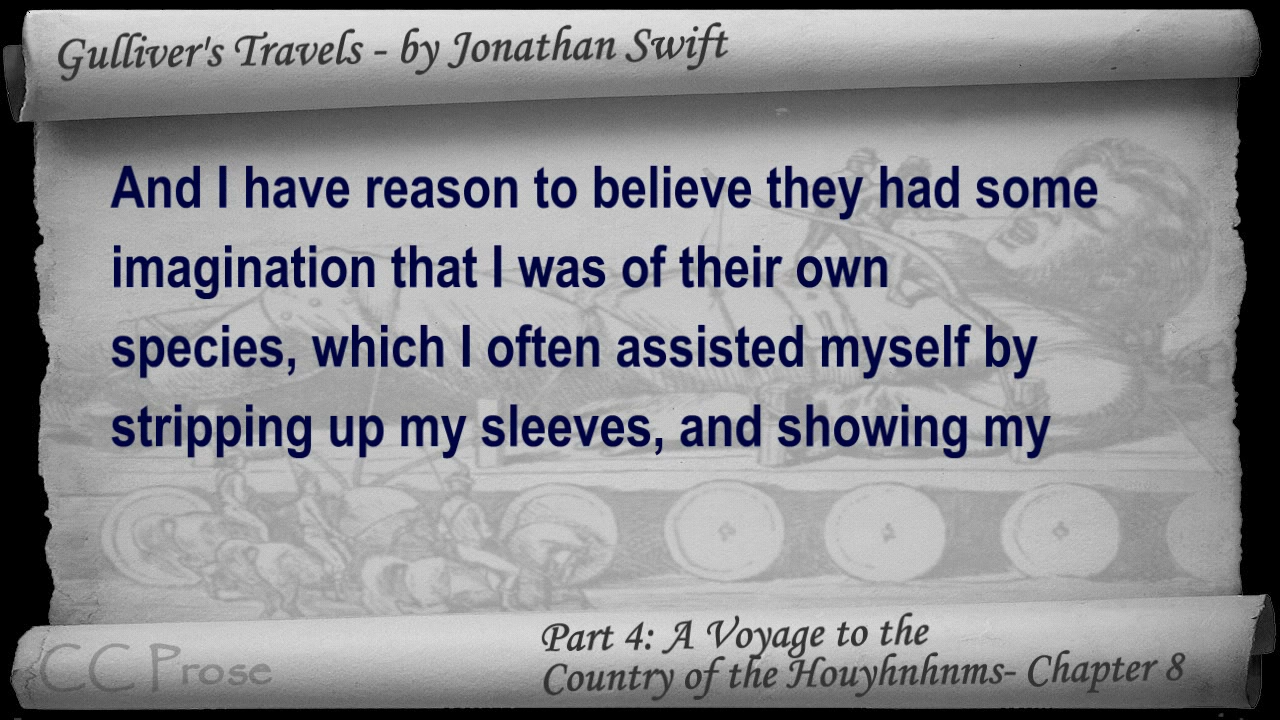 Gulliver's Travels - by Jonathan Swift
And I have reason to believe they had some
imagination that I was of their own
species, which I often assisted myself by
stripping up my sleeves, and showing my
Part 4: A Voyage to the
Country of the Houyhnhnms- Chapter 8
CC Prose